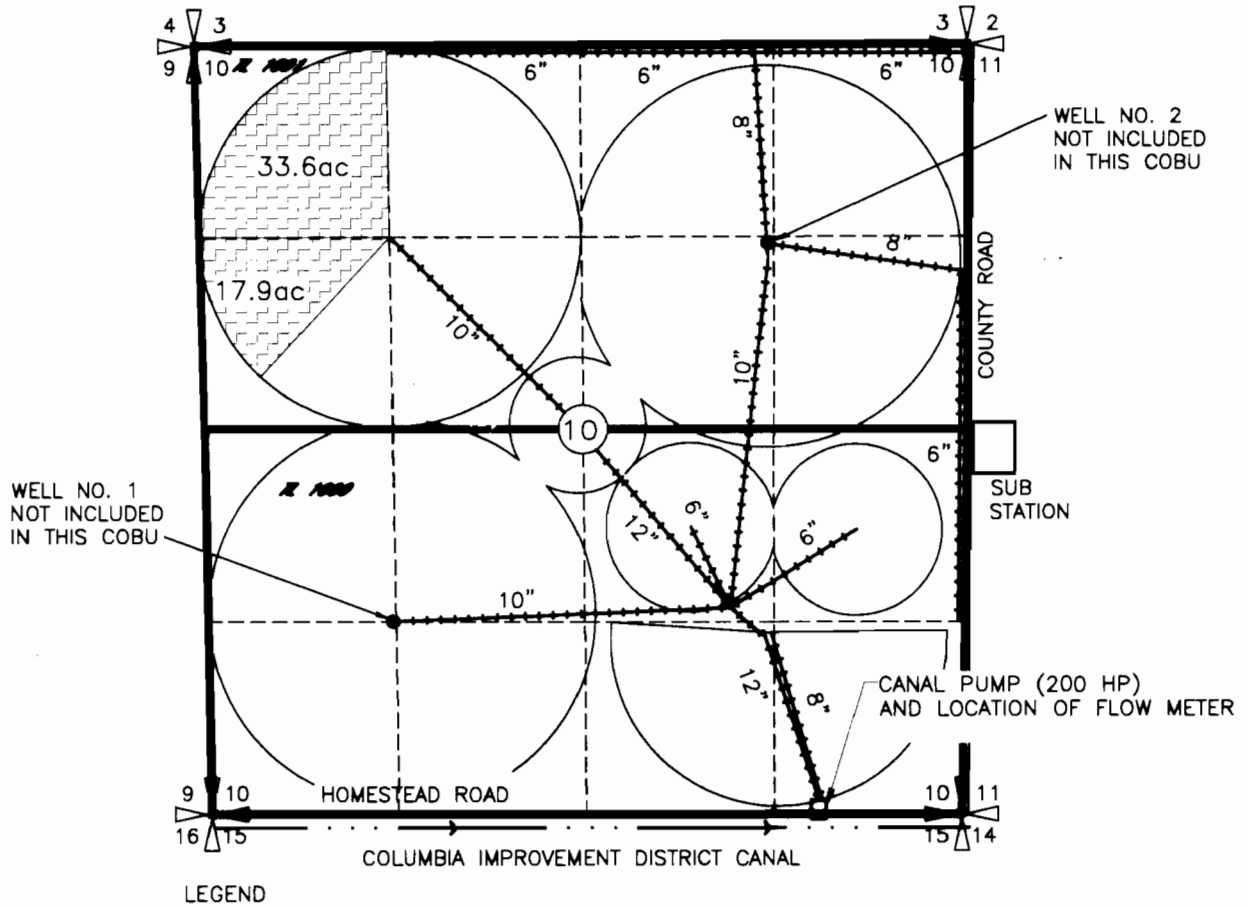 4 3
3 2
9 10
10 11
6" 6" 6"
8"
WELL NO. 2
NOT INCLUDED
IN THIS COBU
33.6ac
8"
17.9ac
COUNTY ROAD
10"
10"
10
6"
SUB
STATION
WELL NO. 1
NOT INCLUDED
IN THIS COBU
12"
6"
6"
10"
12"
8"
CANAL PUMP (200 HP)
AND LOCATION OF FLOW METER
HOMESTEAD ROAD
9 10
10 11
16 15
15 14
COLUMBIA IMPROVEMENT DISTRICT CANAL
LEGEND